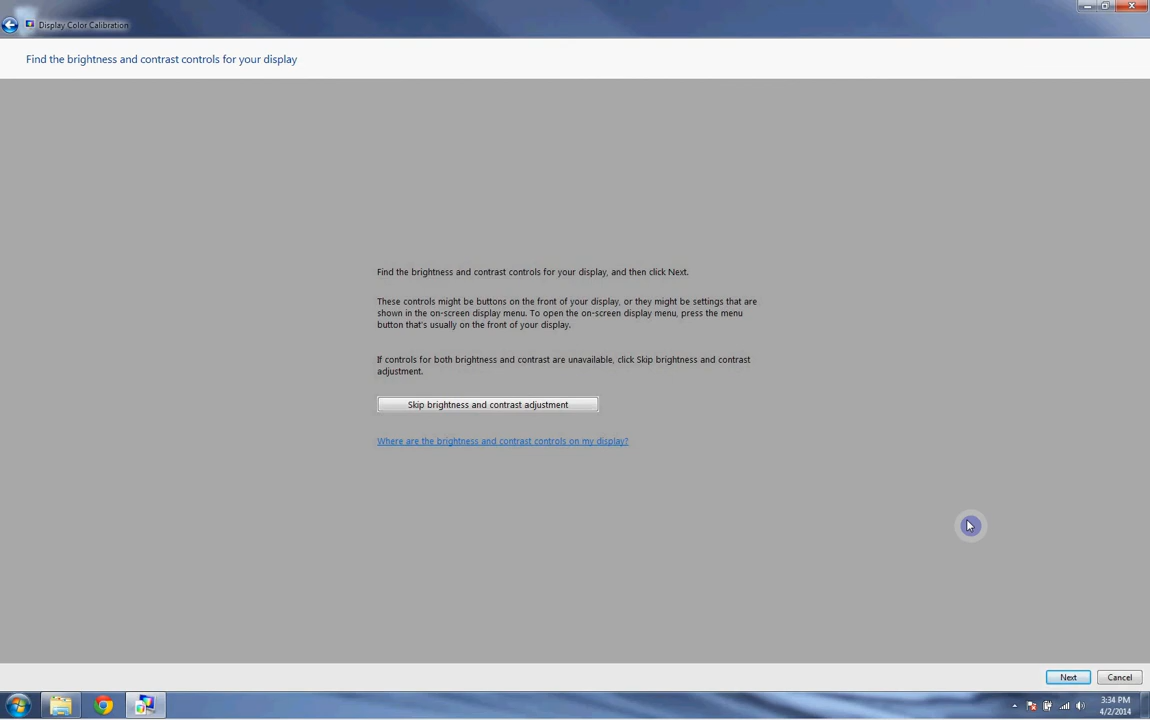 Display Color Calibration
Find the brightness and contrast controls for your display
Find the brightness and contrast controls for your display, and then click Next.
These controls might be buttons on the front of your display, or they might be settings that are
shown in the on-screen display menu. To open the on-screen display menu, press the menu
button that's usually on the front of your display.
If controls for both brightness and contrast are unavailable, click Skip brightness and contrast
adjustment.
Skip brightness and contrast adjustment
Where are the brightness and contrast controls on my display?
Next
Cancel
3:34 PM
4/2/2014